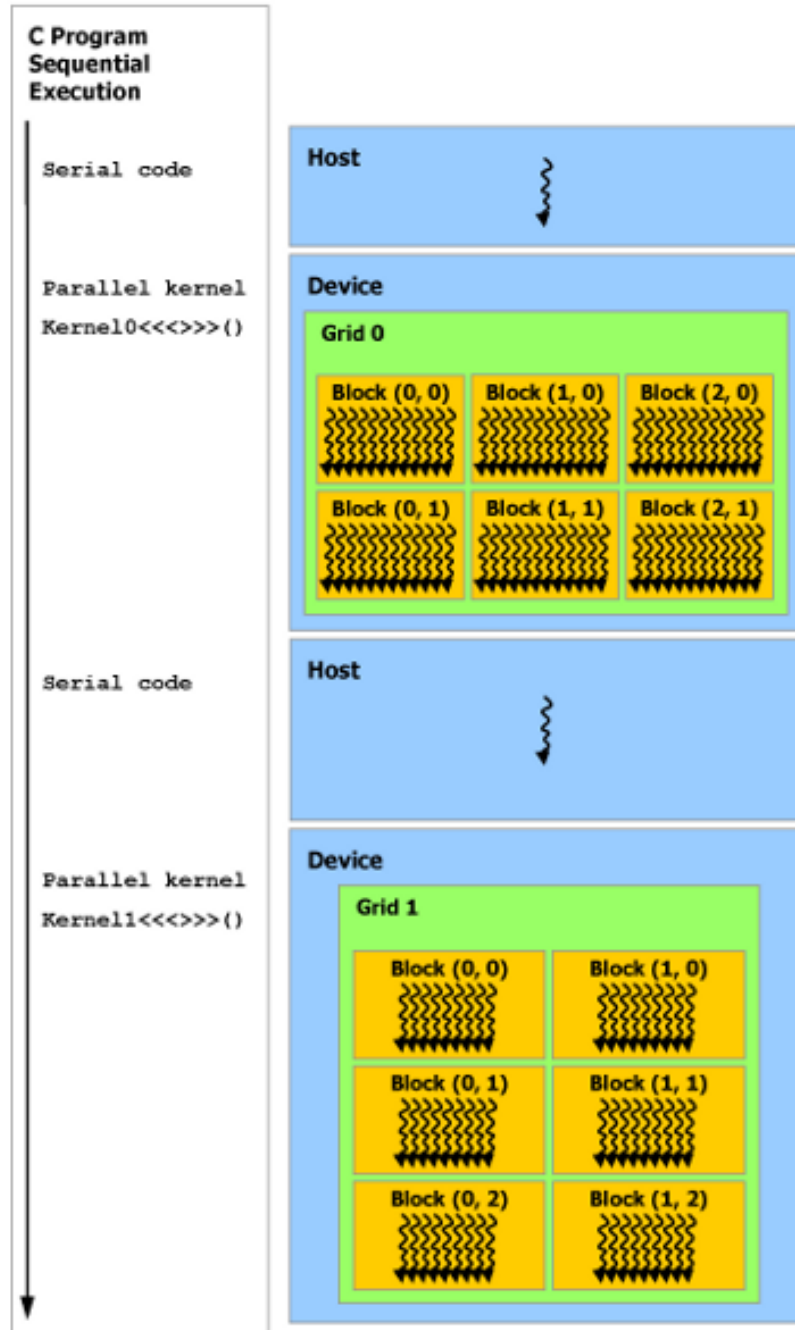 C Program
Sequential
Execution
Serial code
Host
Parallel kernel
Kernel0<<<>>>()
Device
Grid 0
Block (0, 0)
Block (1, 0)
Block (2, 0)
Block (0, 1)
Block (1, 1)
Block (2, 1)
Serial code
Host
Parallel kernel
Kernel1<<<>>>()
Device
Grid 1
Block (0, 0)
Block (1, 0)
Block (0, 1)
Block (1, 1)
Block (0, 2)
Block (1, 2)